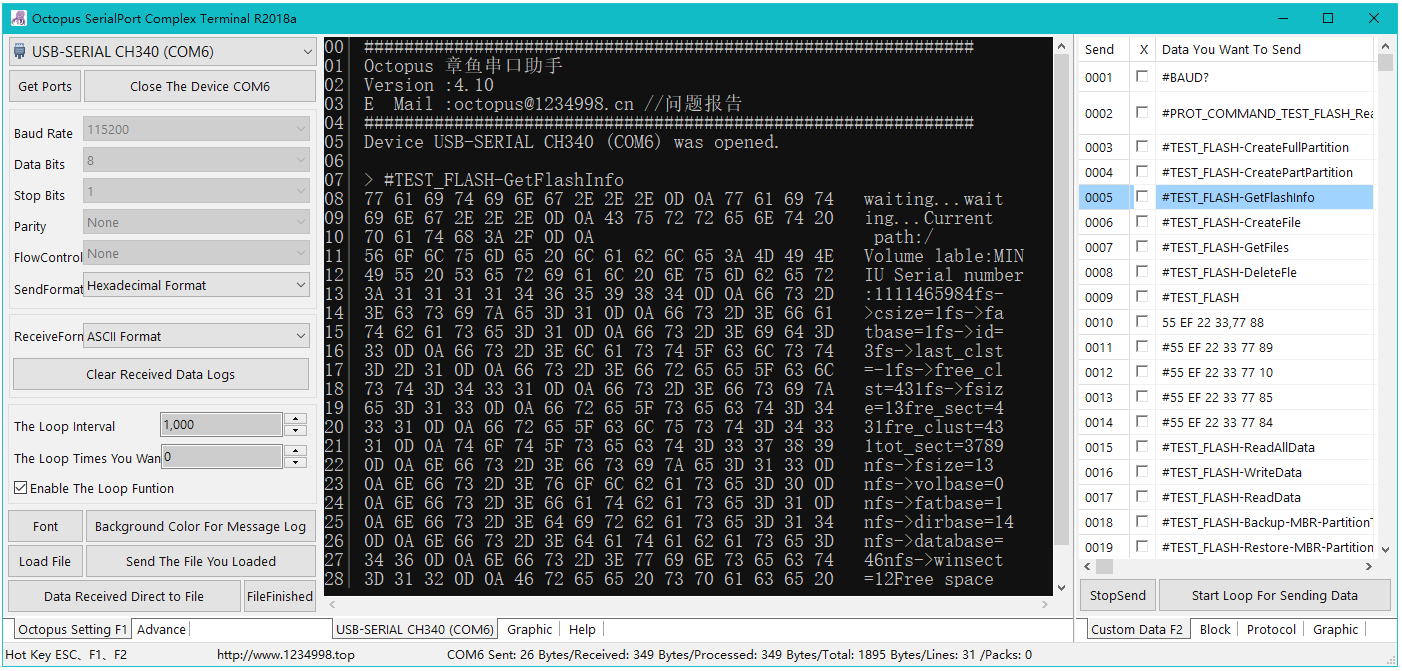 Octopus SerialPort Complex Terminal R2018a
USB-SERIAL CH340 (COM6)
Get Ports
Close The Device COM6
Baud Rate 115200
Data Bits 8
Stop Bits 1
Parity None
FlowControl None
SendFormat Hexadecimal Format
ReceiveForn ASCII Format
Clear Received Data Logs
The Loop Interval 1,000
The Loop Times You Wan 0
Enable The Loop Funtion
Font
Background Color For Message Log
Load File
Send The File You Loaded
Data Received Direct to File
FileFinished
Octopus Setting F1
Advance
00 #############################################################
01 Octopus 章鱼串口助手
02 Version :4.10
03 E  Mail :octopus@1234998.cn //问题报告
04 #############################################################
05 Device USB-SERIAL CH340 (COM6) was opened.
06
07 > #TEST_FLASH-GetFlashInfo
08 77 61 69 74 69 6E 67 2E 2E 2E 0D 0A 77 61 69 74 waiting...wait
09 69 6E 67 2E 2E 2E 0D 0A 43 75 72 72 65 6E 74 20 ing...Current
10 70 61 74 68 3A 2F 0D 0A path:/
11 56 6F 6C 75 6D 65 20 6C 61 62 6C 65 3A 4D 49 4E Volume lable:MIN
12 49 55 20 53 65 72 69 61 6C 20 6E 75 6D 62 65 72 IU Serial number
13 3A 31 31 31 31 34 36 35 39 38 34 0D 0A 66 73 2D :1111465984fs-
14 3E 63 73 69 7A 65 3D 31 0D 0A 66 73 2D 3E 66 61 >csize=1fs->fa
15 74 62 61 73 65 3D 31 0D 0A 66 73 2D 3E 69 64 3D tbase=1fs->id=
16 33 0D 0A 66 73 2D 3E 6C 61 73 74 5F 63 6C 73 74 3fs->last_clst
17 3D 2D 31 0D 0A 66 73 2D 3E 66 72 65 65 5F 63 6C =-1fs->free_cl
18 73 74 3D 34 33 31 0D 0A 66 73 2D 3E 66 73 69 7A st=431fs->fsiz
19 65 3D 31 33 0D 0A 66 72 65 5F 73 65 63 74 3D 34 e=13fre_sect=4
20 33 31 0D 0A 66 72 65 5F 63 6C 75 73 74 3D 34 33 31fre_clust=43
21 31 0D 0A 74 6F 74 5F 73 65 63 74 3D 33 37 38 39 1tot_sect=3789
22 0D 0A 6E 66 73 2D 3E 66 73 69 7A 65 3D 31 33 0D nfs->fsize=13
23 0A 6E 66 73 2D 3E 76 6F 6C 62 61 73 65 3D 30 0D nfs->volbase=0
24 0A 6E 66 73 2D 3E 66 61 74 62 61 73 65 3D 31 0D nfs->fatbase=1
25 0A 6E 66 73 2D 3E 64 69 72 62 61 73 65 3D 31 34 nfs->dirbase=14
26 0D 0A 6E 66 73 2D 3E 64 61 74 61 62 61 73 65 3D nfs->database=
27 34 36 0D 0A 6E 66 73 2D 3E 77 69 6E 73 65 63 74 46nfs->winsect
28 3D 31 32 0D 0A 46 72 65 65 20 73 70 61 63 65 20 =12Free space
USB-SERIAL CH340 (COM6)
Graphic
Help
Send X Data You Want To Send
0001 #BAUD?
0002 #PROT_COMMAND_TEST_FLASH_Rea
0003 #TEST_FLASH-CreateFullPartition
0004 #TEST_FLASH-CreatePartPartition
0005 #TEST_FLASH-GetFlashInfo
0006 #TEST_FLASH-CreateFile
0007 #TEST_FLASH-GetFiles
0008 #TEST_FLASH-DeleteFle
0009 #TEST_FLASH
0010 55 EF 22 33,77 88
0011 #55 EF 22 33 77 89
0012 #55 EF 22 33 77 10
0013 #55 EF 22 33 77 85
0014 #55 EF 22 33 77 84
0015 #TEST_FLASH-ReadAllData
0016 #TEST_FLASH-WriteData
0017 #TEST_FLASH-ReadData
0018 #TEST_FLASH-Backup-MBR-PartitionT
0019 #TEST_FLASH-Restore-MBR-Partition
StopSend
Start Loop For Sending Data
Custom Data F2
Block
Protocol
Graphic
Hot Key ESC、F1、F2
http://www.1234998.top
COM6 Sent: 26 Bytes/Received: 349 Bytes/Processed: 349 Bytes/Total: 1895 Bytes/Lines: 31 /Packs: 0